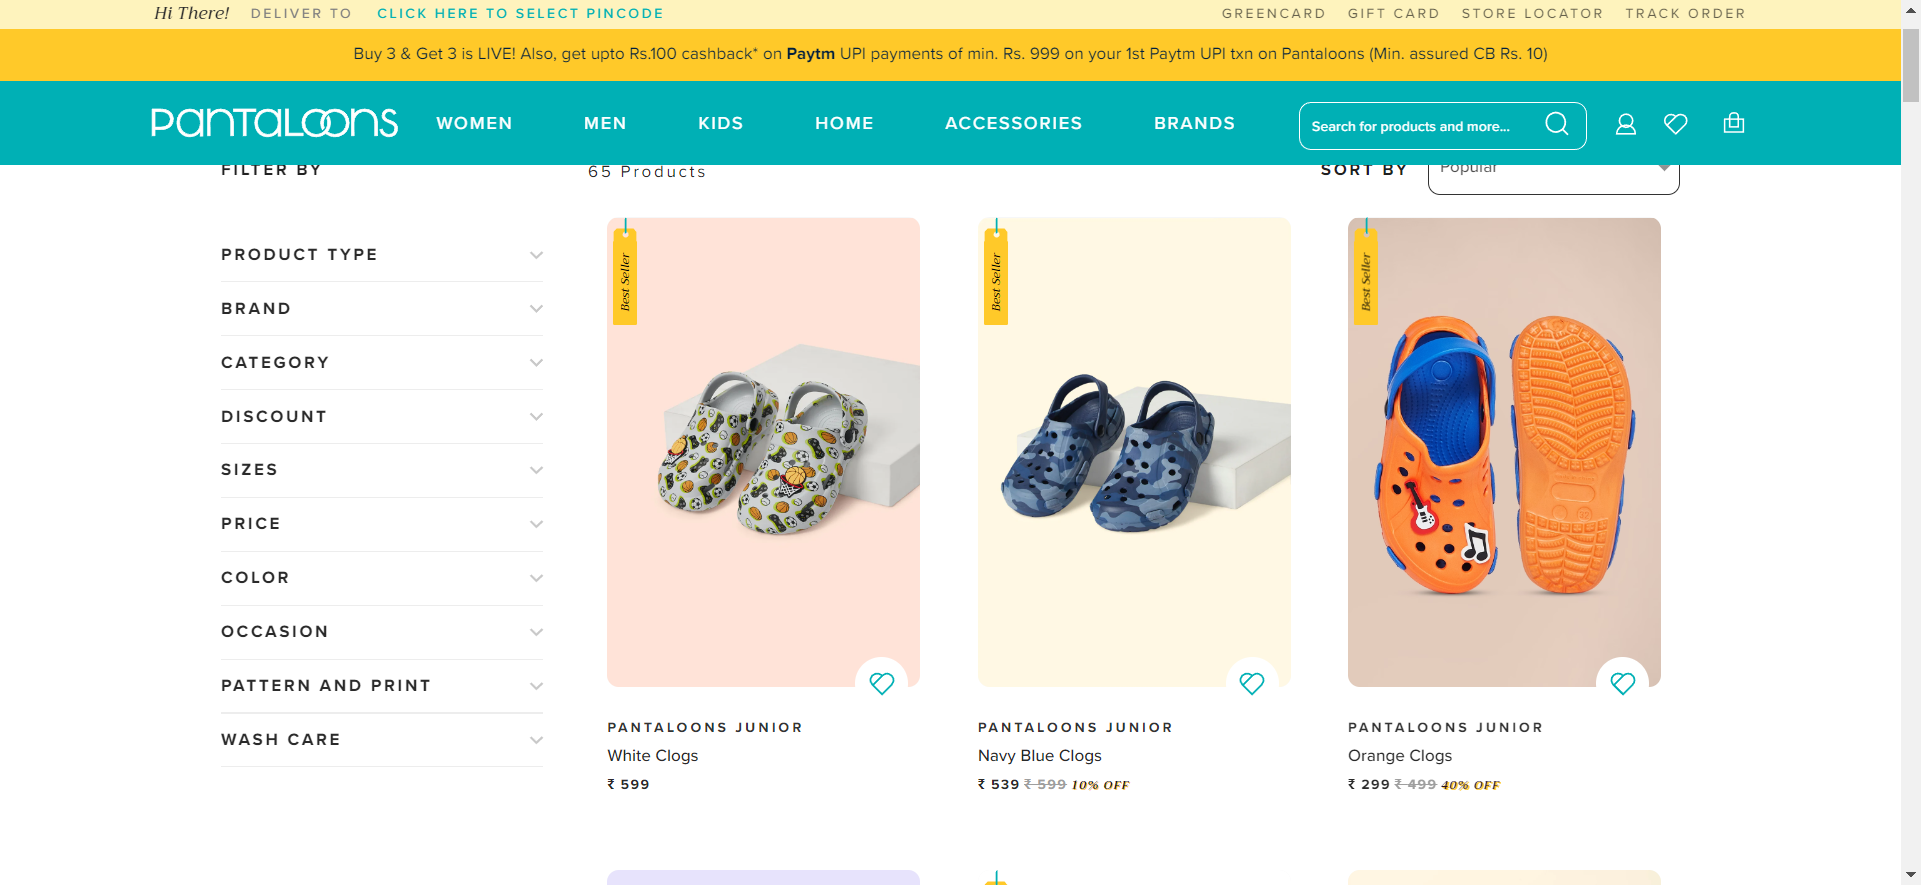 Hi There! DELIVER TO CLICK HERE TO SELECT PINCODE GREENCARD GIFT CARD STORE LOCATOR TRACK ORDER
Buy 3 & Get 3 is LIVE! Also, get upto Rs.100 cashback* on Paytm UPI payments of min. Rs. 999 on your 1st Paytm UPI txn on Pantaloons (Min. assured CB Rs. 10)
PANTALOONS WOMEN MEN KIDS HOME ACCESSORIES BRANDS Search for products and more...
FILTER BY 65 Products SORT BY Popular
PRODUCT TYPE
BRAND
CATEGORY
DISCOUNT
SIZES
PRICE
COLOR
OCCASION
PATTERN AND PRINT
WASH CARE
Best Seller
Best Seller
Best Seller
PANTALOONS JUNIOR
White Clogs
₹ 599
PANTALOONS JUNIOR
Navy Blue Clogs
₹ 539 ₹ 599 10% OFF
PANTALOONS JUNIOR
Orange Clogs
₹ 299 ₹ 499 40% OFF